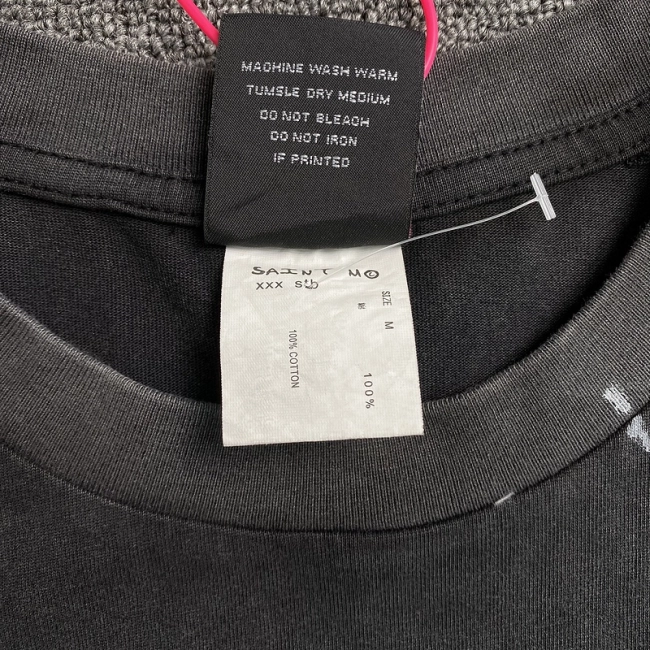 MACHINE WASH WARM
TUMSLE DRY MEDIUM
DO NOT BLEACH
DO NOT IRON
IF PRINTED
SAINT M©
XXX
SIZE M
100% COTTON
100%